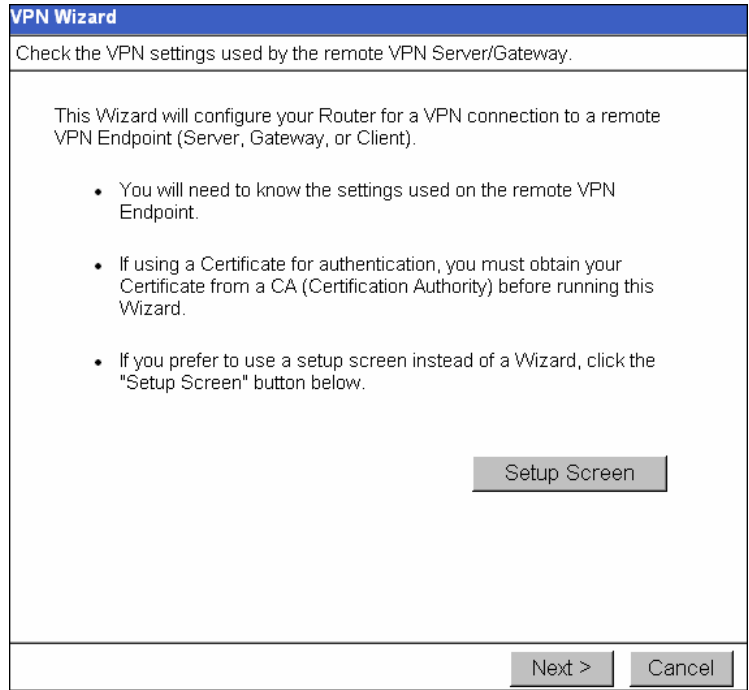 VPN Wizard
Check the VPN settings used by the remote VPN Server/Gateway.
This Wizard will configure your Router for a VPN connection to a remote
VPN Endpoint (Server, Gateway, or Client).
• You will need to know the settings used on the remote VPN
Endpoint.
• If using a Certificate for authentication, you must obtain your
Certificate from a CA (Certification Authority) before running this
Wizard.
• If you prefer to use a setup screen instead of a Wizard, click the
"Setup Screen" button below.
Setup Screen
Next > Cancel